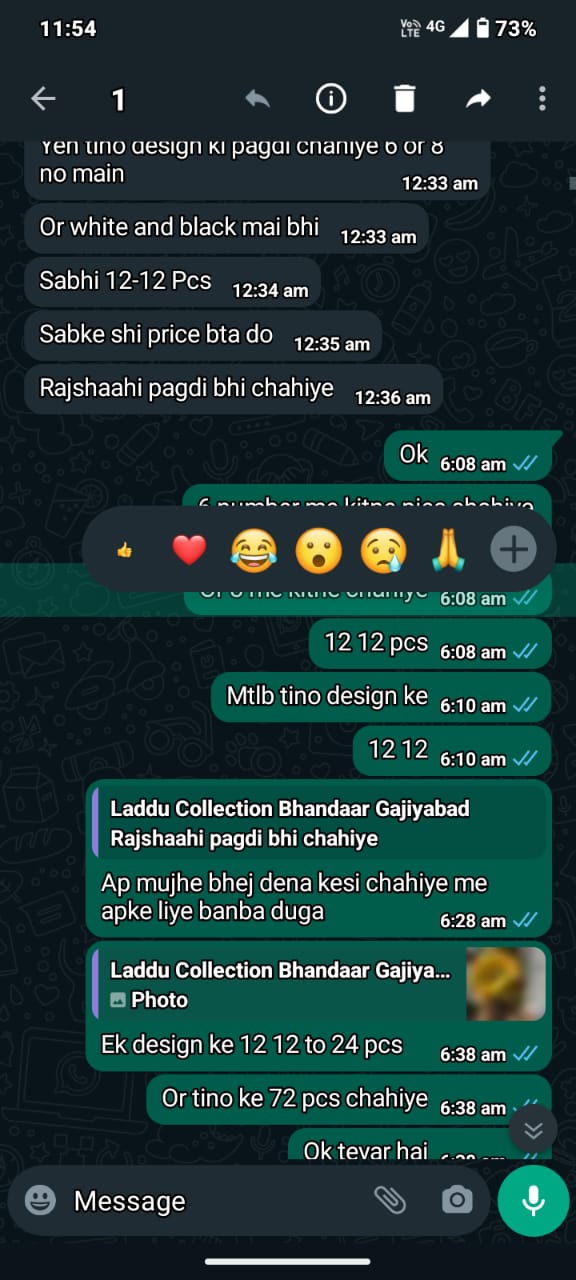 11:54
Vo)) LTE 4G 73%
1
Yeh tino design ki pagdi chahiye 6 or 8
no main
12:33 am
Or white and black mai bhi 12:33 am
Sabhi 12-12 Pcs 12:34 am
Sabke shi price bta do 12:35 am
Rajshaahi pagdi bhi chahiye 12:36 am
Ok 6:08 am
6 number me kitne pice chahiye
Or 8 me kitne chahiye 6:08 am
12 12 pcs 6:08 am
Mtlb tino design ke 6:10 am
12 12 6:10 am
Laddu Collection Bhandaar Gajiyabad
Rajshaahi pagdi bhi chahiye
Ap mujhe bhej dena kesi chahiye me
apke liye banba duga
6:28 am
Laddu Collection Bhandaar Gajiya...
Photo
Ek design ke 12 12 to 24 pcs 6:38 am
Or tino ke 72 pcs chahiye 6:38 am
Ok teyar hai 6:38 am
Message